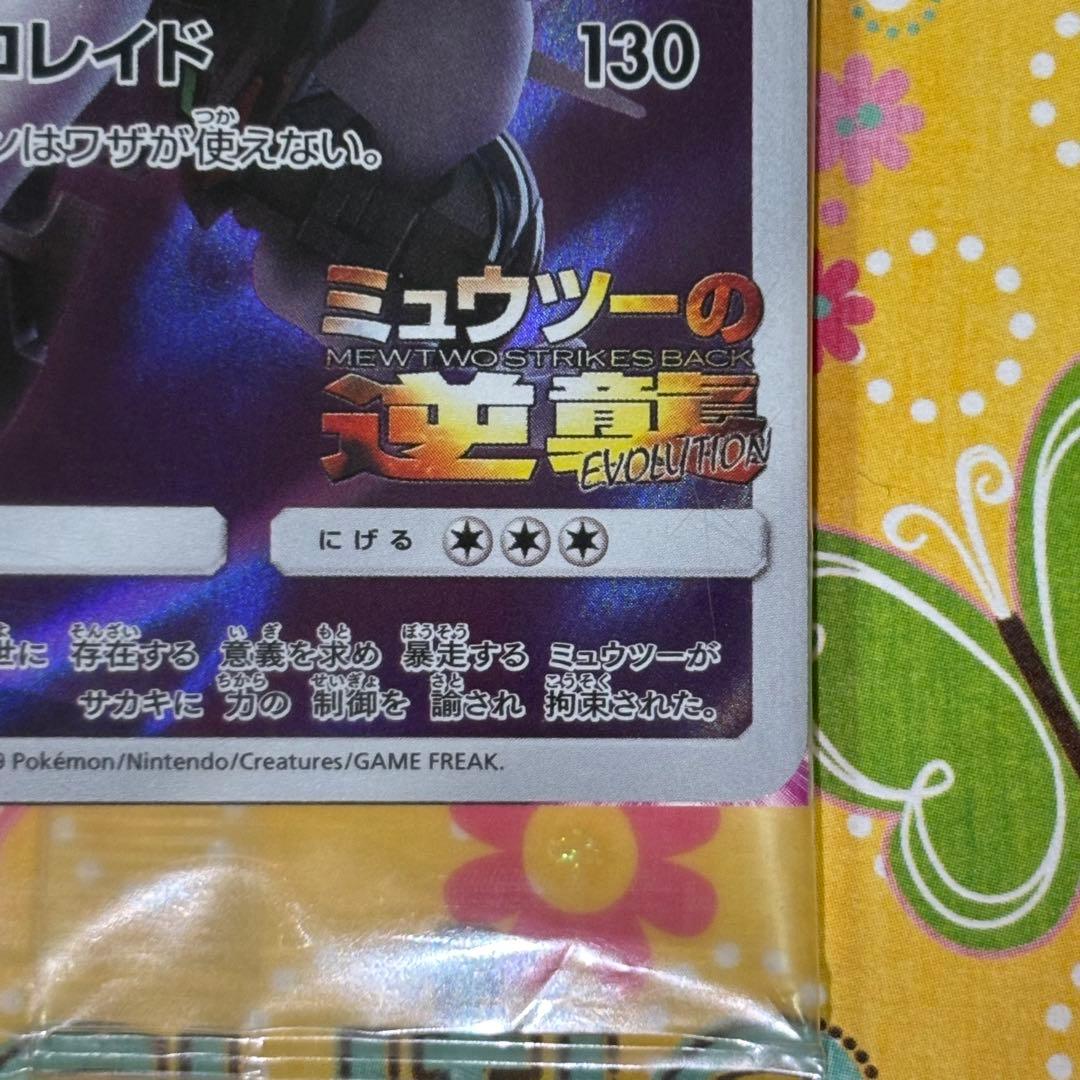 コレイド 130
ンはワザが使えない。
ミュウツーの
MEWTWO STRIKES BACK
逆襲
EVOLUTION
にげる
世に 存在する 意義を求め 暴走する ミュウツーが
サカキに 力の 制御を 諭され 拘束された。
9 Pokémon/Nintendo/Creatures/GAME FREAK.